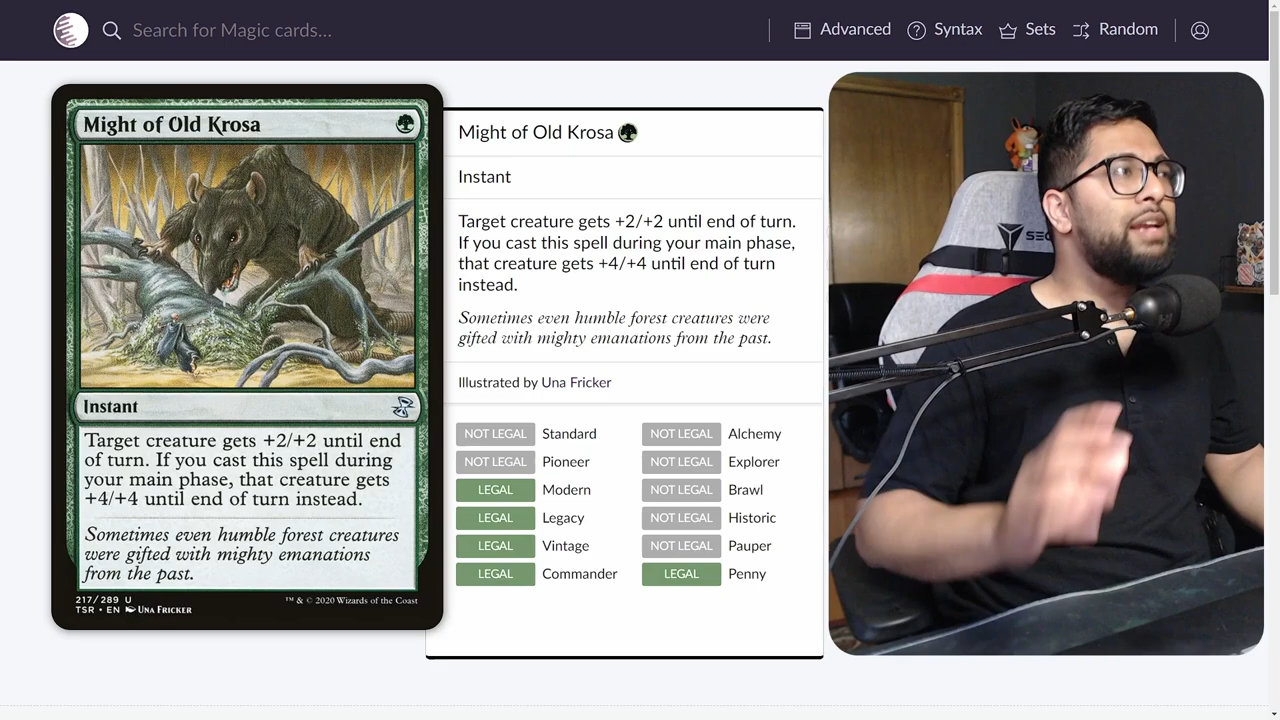 Search for Magic cards...
Advanced
Syntax
Sets
Random
Might of Old Krosa
Instant
Target creature gets +2/+2 until end
of turn. If you cast this spell during
your main phase, that creature gets
+4/+4 until end of turn instead.
Sometimes even humble forest creatures
were gifted with mighty emanations
from the past.
217/289 U
TSR • EN UNA FRICKER
™ & © 2020 Wizards of the Coast
Might of Old Krosa
Instant
Target creature gets +2/+2 until end of turn.
If you cast this spell during your main phase,
that creature gets +4/+4 until end of turn
instead.
Sometimes even humble forest creatures were
gifted with mighty emanations from the past.
Illustrated by Una Fricker
NOT LEGAL Standard NOT LEGAL Alchemy
NOT LEGAL Pioneer NOT LEGAL Explorer
LEGAL Modern NOT LEGAL Brawl
LEGAL Legacy NOT LEGAL Historic
LEGAL Vintage NOT LEGAL Pauper
LEGAL Commander LEGAL Penny